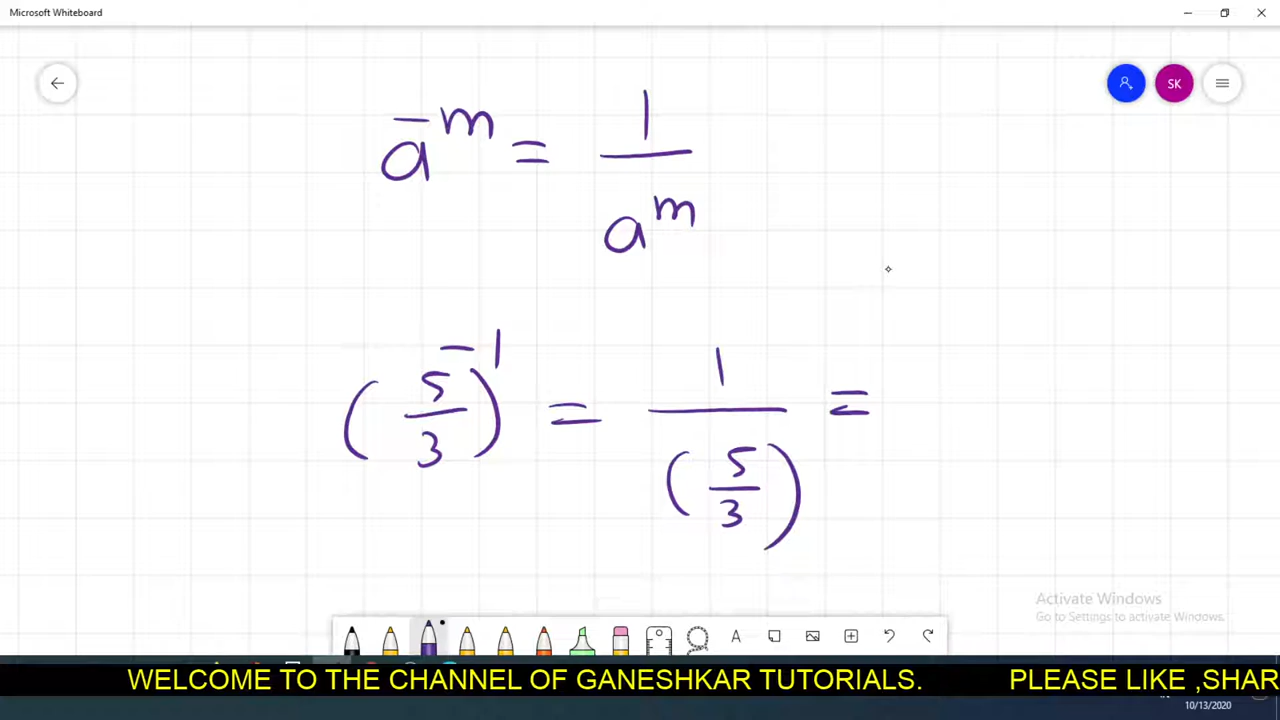 Microsoft Whiteboard
SK
a^-m = 1/a^m
(5/3)^-1 = 1/(5/3) =
Activate Windows
Go to Settings to activate Windows.
A
WELCOME TO THE CHANNEL OF GANESHKAR TUTORIALS. PLEASE LIKE ,SHAR
10/13/2020